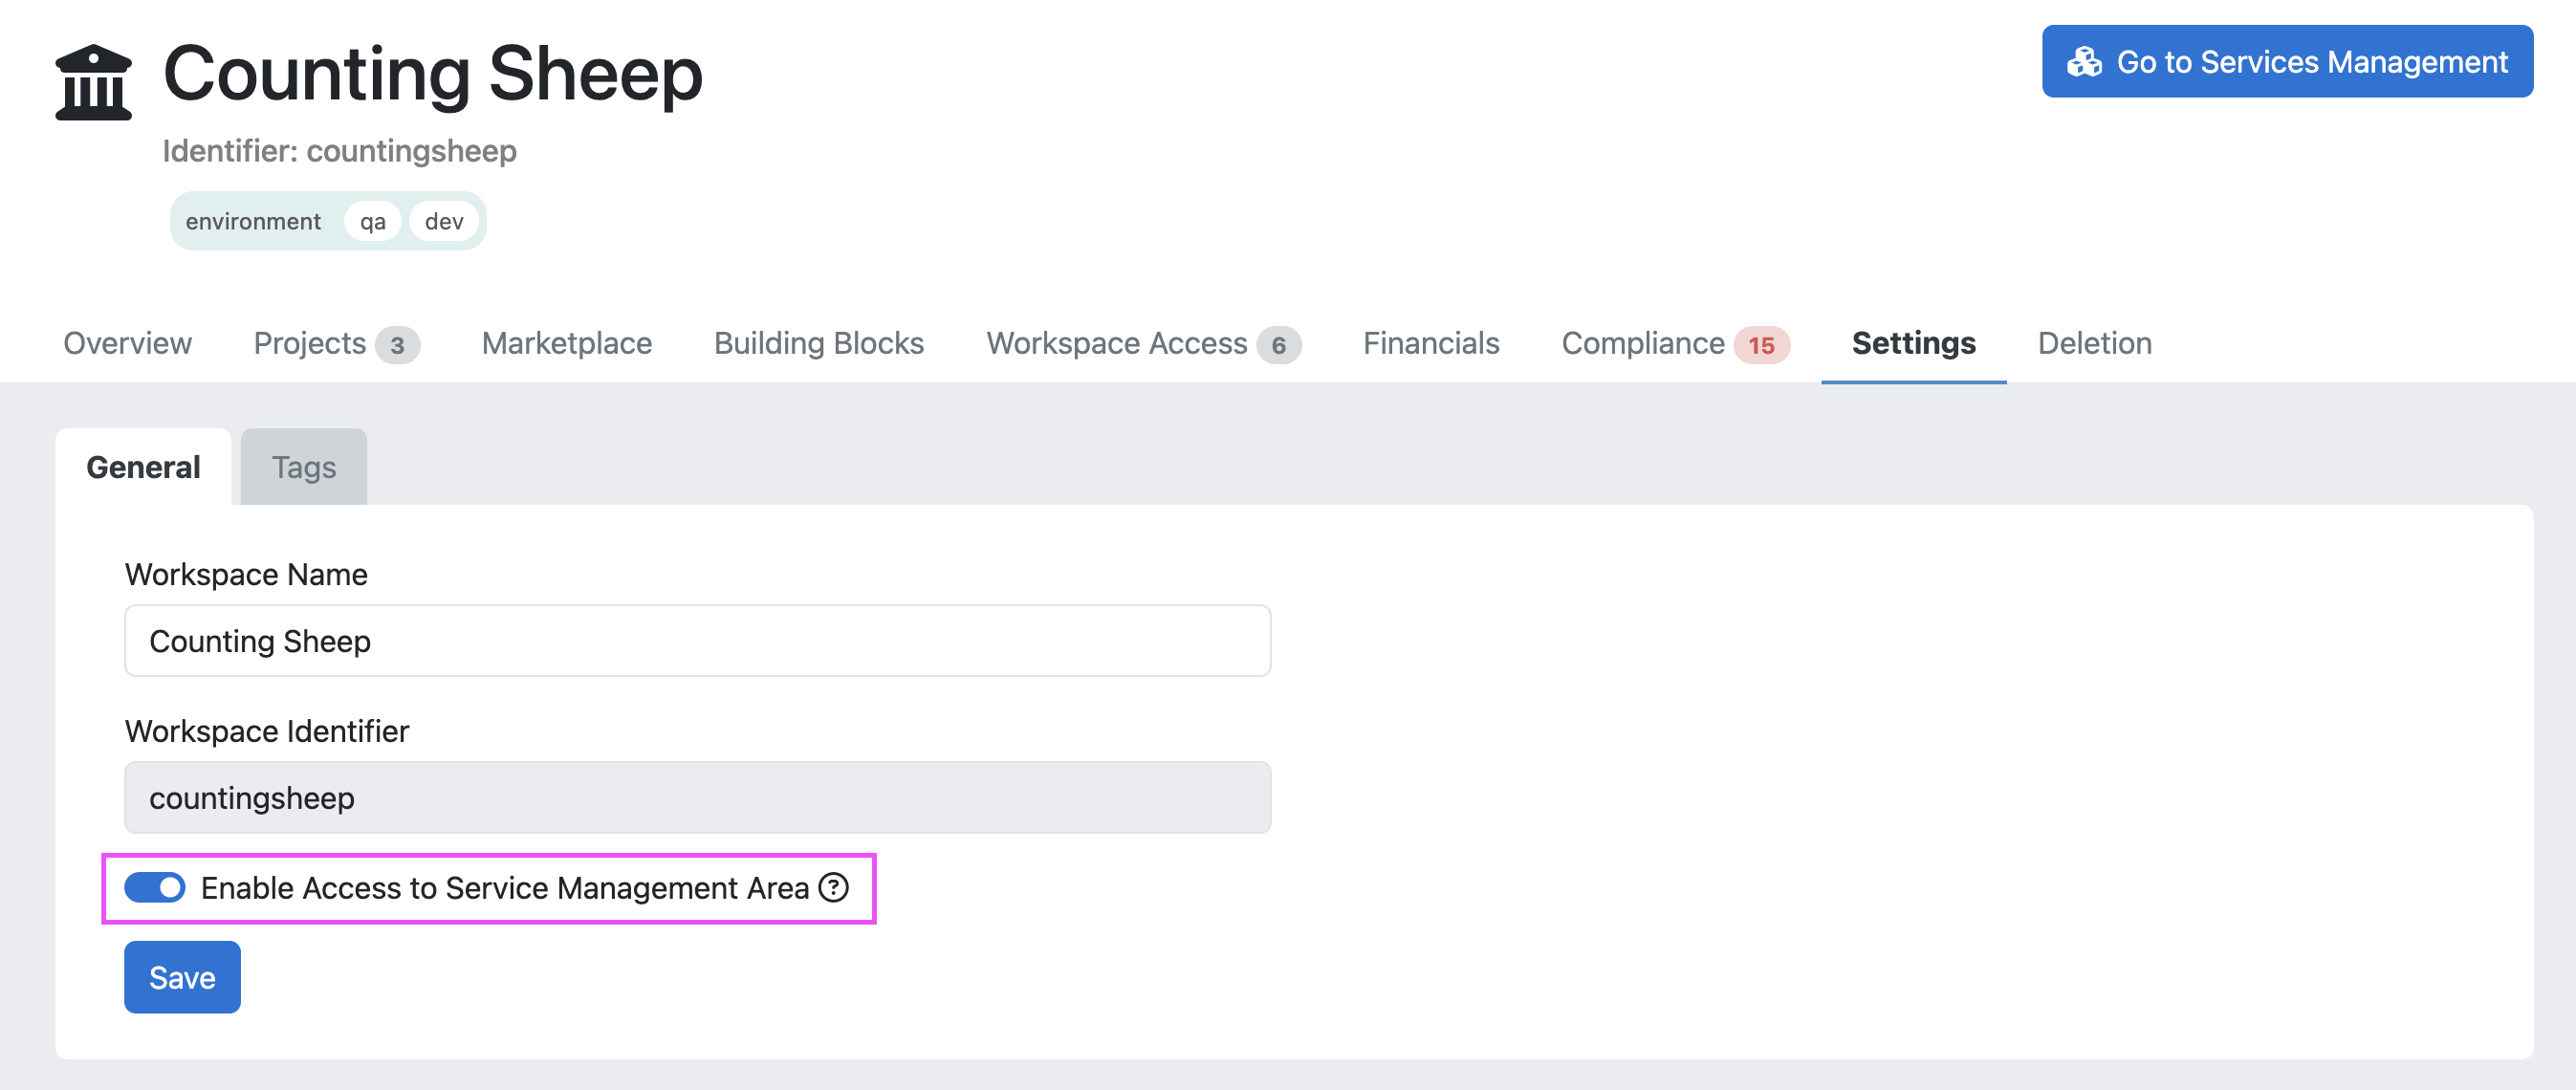 Counting Sheep
Go to Services Management
Identifier: countingsheep
environment qa dev
Overview Projects 3 Marketplace Building Blocks Workspace Access 6 Financials Compliance 15 Settings Deletion
General Tags
Workspace Name
Counting Sheep
Workspace Identifier
countingsheep
Enable Access to Service Management Area ?
Save